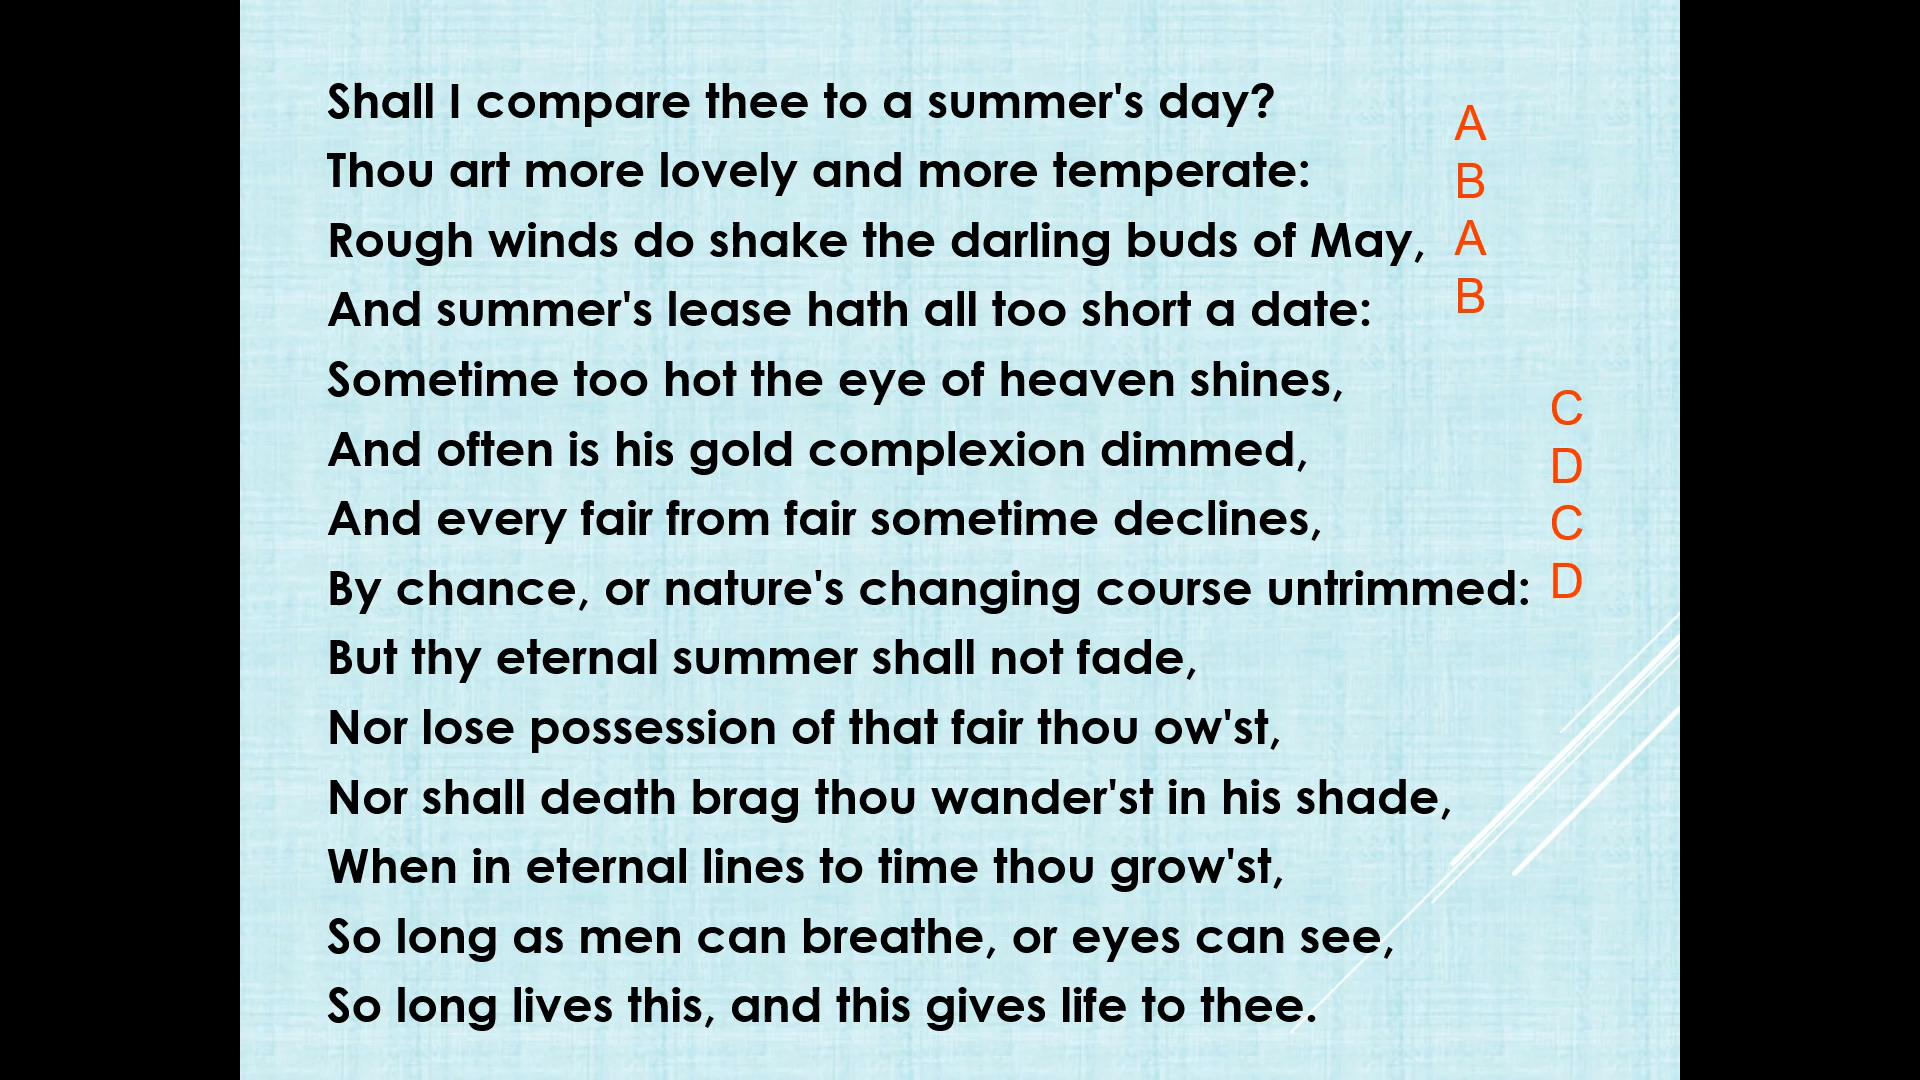 Shall I compare thee to a summer's day?
Thou art more lovely and more temperate:
Rough winds do shake the darling buds of May,
And summer's lease hath all too short a date:
Sometime too hot the eye of heaven shines,
And often is his gold complexion dimmed,
And every fair from fair sometime declines,
By chance, or nature's changing course untrimmed:
But thy eternal summer shall not fade,
Nor lose possession of that fair thou ow'st,
Nor shall death brag thou wander'st in his shade,
When in eternal lines to time thou grow'st,
So long as men can breathe, or eyes can see,
So long lives this, and this gives life to thee.
A
B
A
B
C
D
C
D